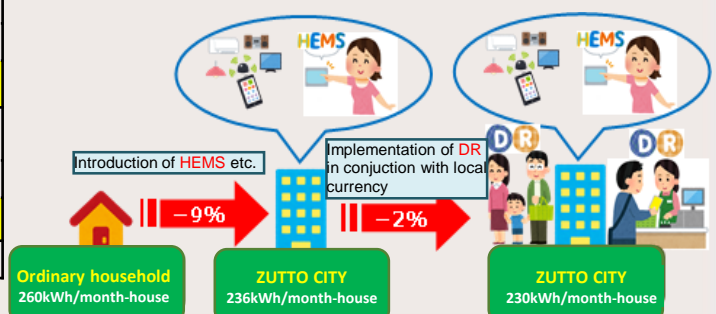 HEMS
HEMS
Introduction of HEMS etc.
Implementation of DR
in conjuction with local
currency
DR
DR
−9%
−2%
Ordinary household
260kWh/month-house
ZUTTO CITY
236kWh/month-house
ZUTTO CITY
230kWh/month-house